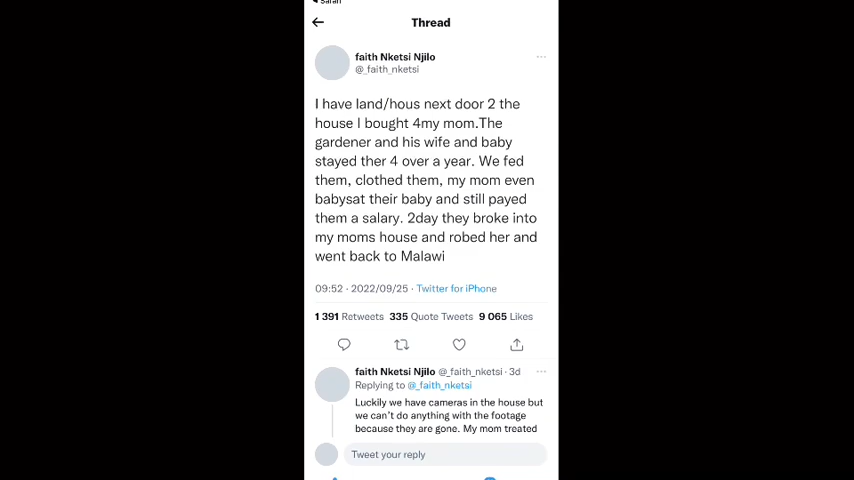 Safari
Thread
faith Nketsi Njilo
@_faith_nketsi
I have land/hous next door 2 the
house I bought 4my mom.The
gardener and his wife and baby
stayed ther 4 over a year. We fed
them, clothed them, my mom even
babysat their baby and still payed
them a salary. 2day they broke into
my moms house and robed her and
went back to Malawi
09:52 · 2022/09/25 · Twitter for iPhone
1 391 Retweets 335 Quote Tweets 9 065 Likes
faith Nketsi Njilo @_faith_nketsi · 3d
Replying to @_faith_nketsi
Luckily we have cameras in the house but
we can't do anything with the footage
because they are gone. My mom treated
Tweet your reply